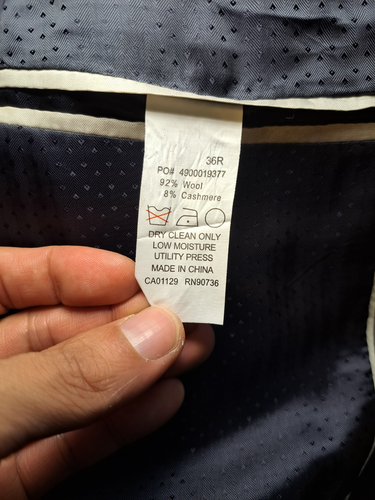 36R
PO# 4900019377
92% Wool
8% Cashmere
DRY CLEAN ONLY
LOW MOISTURE
UTILITY PRESS
MADE IN CHINA
CA01129 RN90736